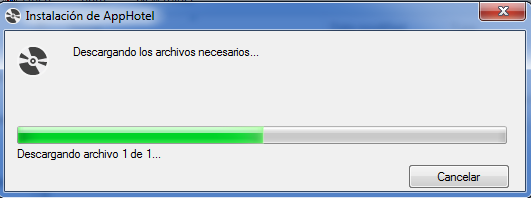 Instalación de AppHotel
Descargando los archivos necesarios...
Descargando archivo 1 de 1...
Cancelar